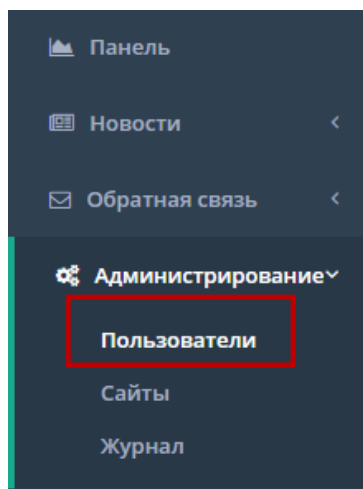 Панель
Новости
Обратная связь
Администрирование
Пользователи
Сайты
Журнал